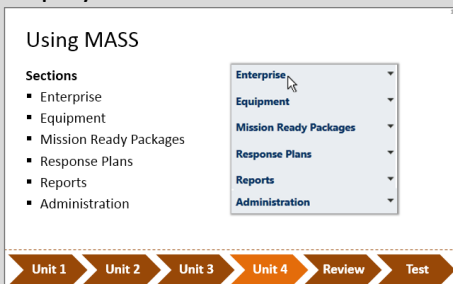 Using MASS
Sections
▪ Enterprise
▪ Equipment
▪ Mission Ready Packages
▪ Response Plans
▪ Reports
▪ Administration
Enterprise
Equipment
Mission Ready Packages
Response Plans
Reports
Administration
Unit 1 Unit 2 Unit 3 Unit 4 Review Test